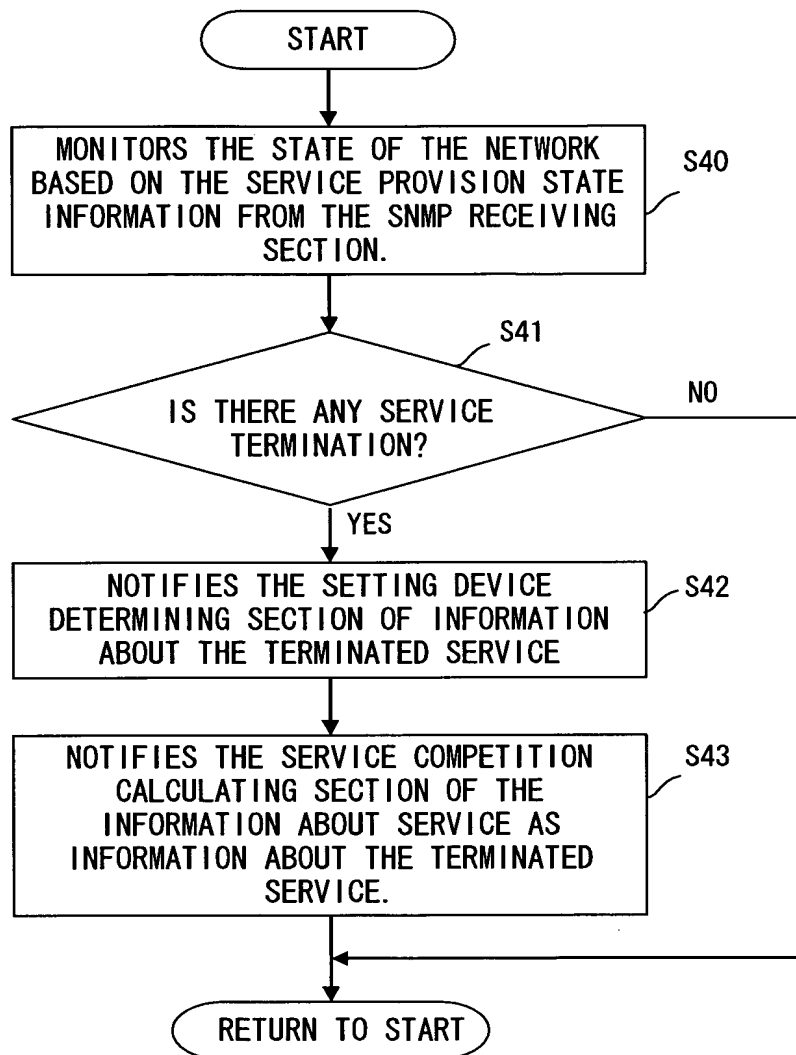 START
MONITORS THE STATE OF THE NETWORK
BASED ON THE SERVICE PROVISION STATE
INFORMATION FROM THE SNMP RECEIVING
SECTION.
S40
S41
IS THERE ANY SERVICE
TERMINATION?
NO
YES
NOTIFIES THE SETTING DEVICE
DETERMINING SECTION OF INFORMATION
ABOUT THE TERMINATED SERVICE
S42
NOTIFIES THE SERVICE COMPETITION
CALCULATING SECTION OF THE
INFORMATION ABOUT SERVICE AS
INFORMATION ABOUT THE TERMINATED
SERVICE.
S43
RETURN TO START